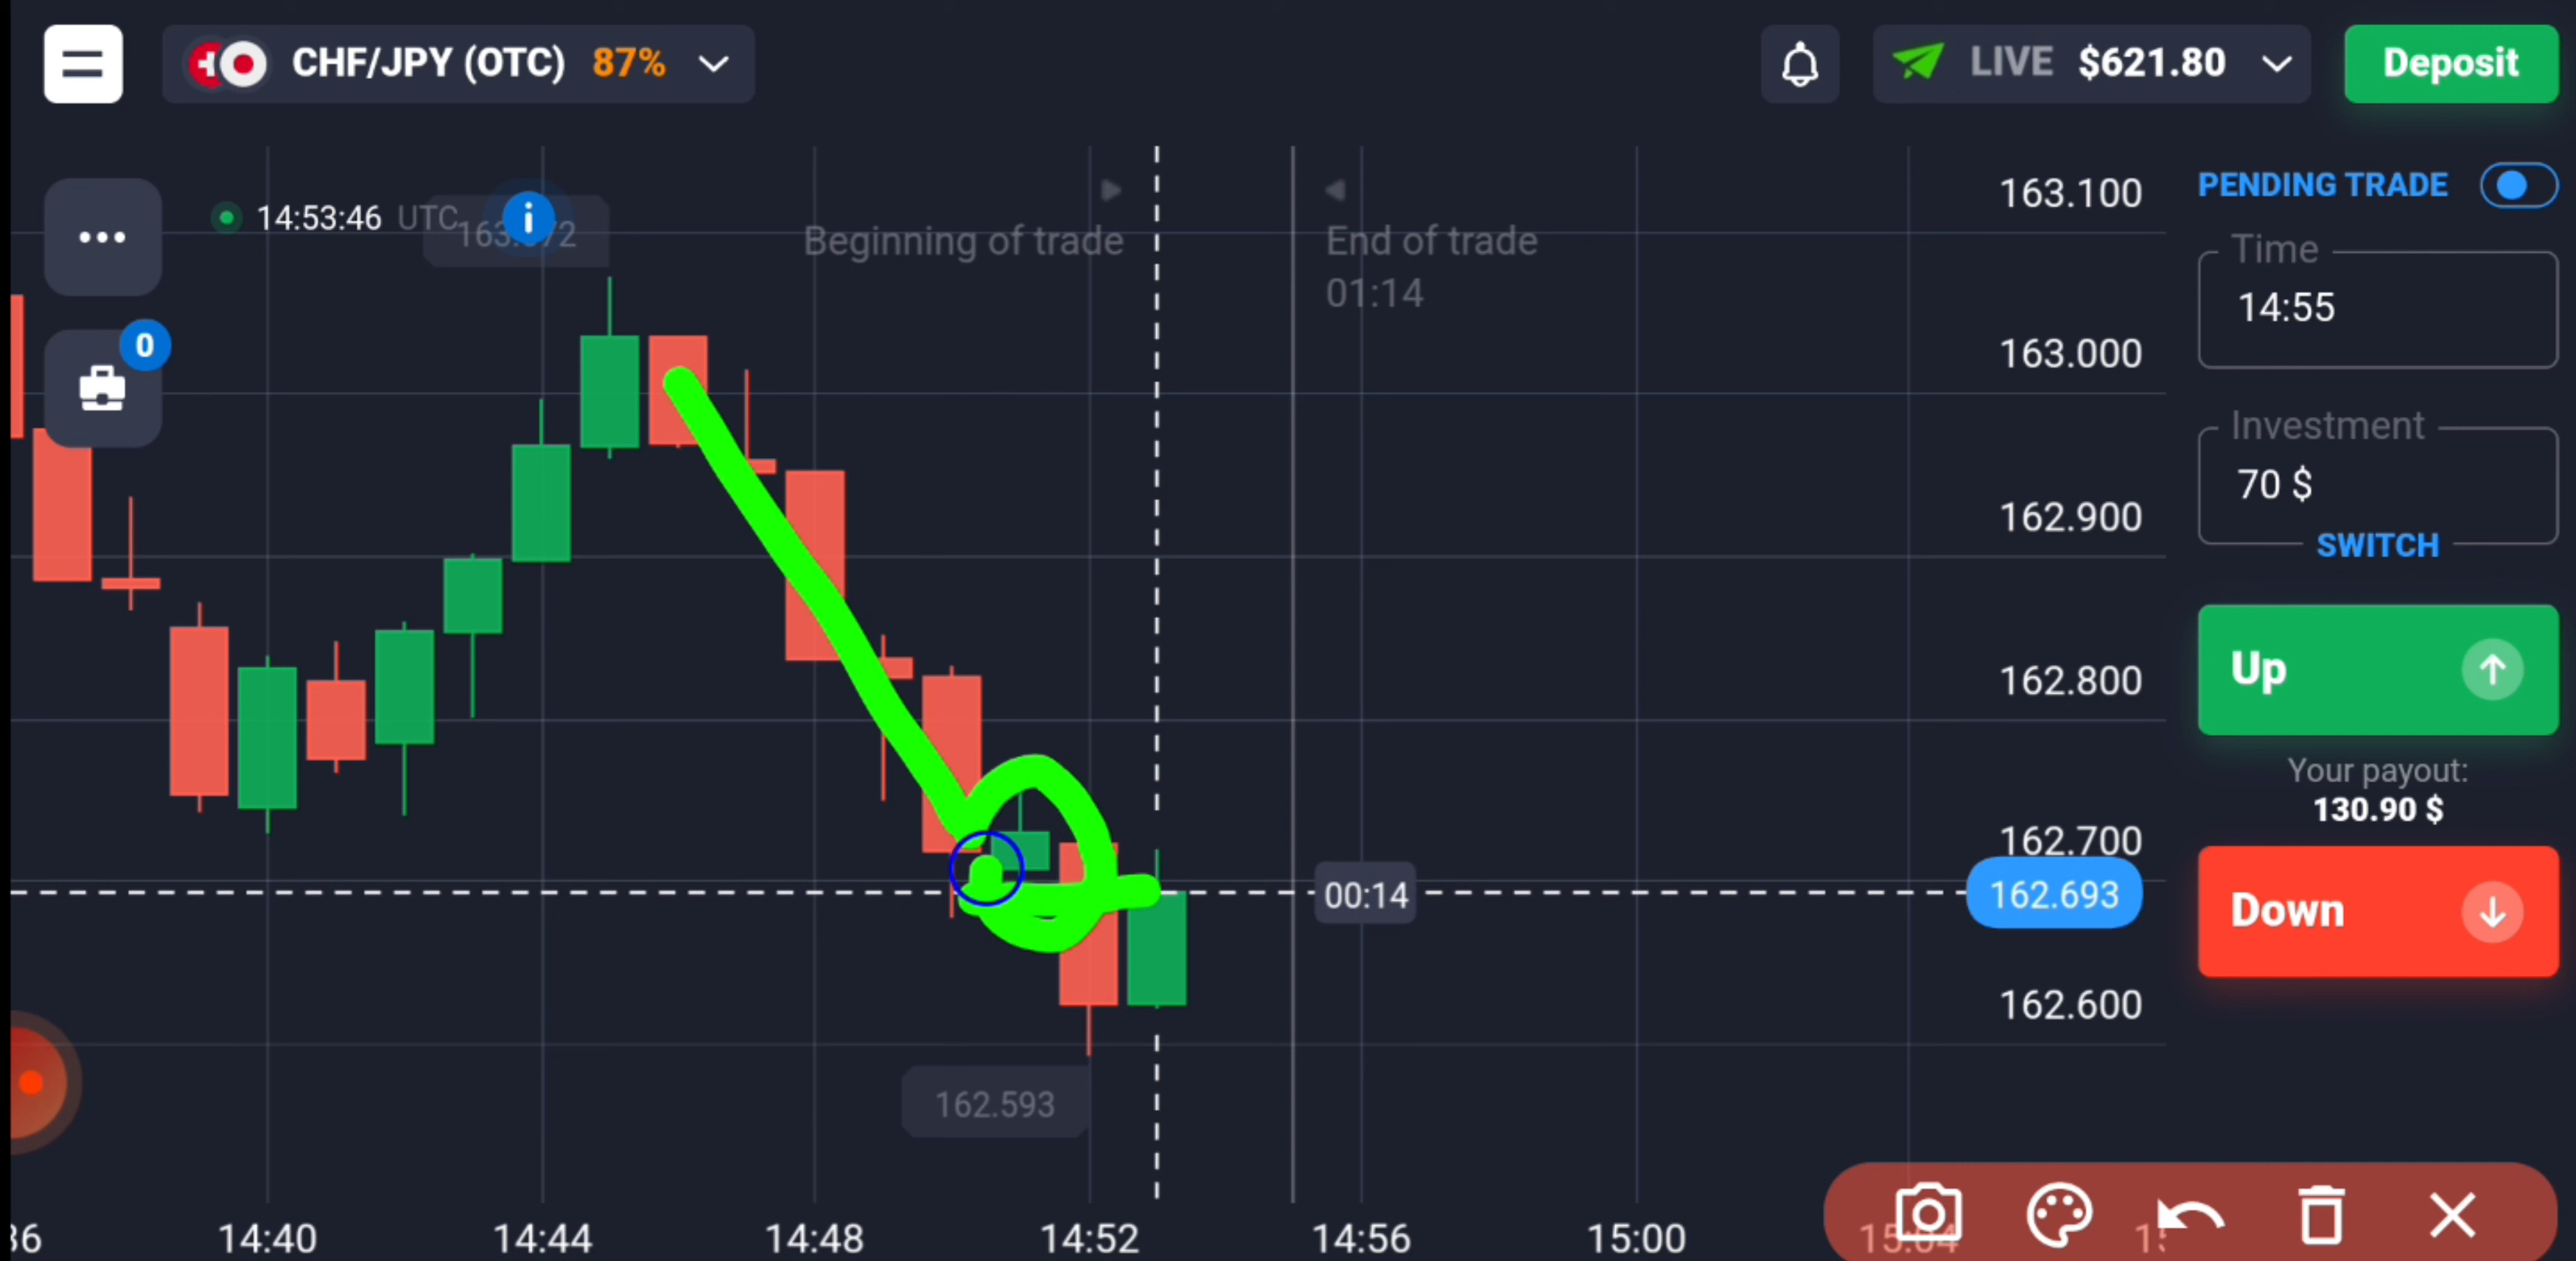 CHF/JPY (OTC) 87%
LIVE $621.80
Deposit
14:53:46 UTC
Beginning of trade
End of trade
01:14
163.100
163.000
162.900
162.800
162.700
162.693
162.600
00:14
162.593
0
PENDING TRADE
Time
14:55
Investment
70 $
SWITCH
Up
Your payout:
130.90 $
Down
14:40
14:44
14:48
14:52
14:56
15:00
15:04